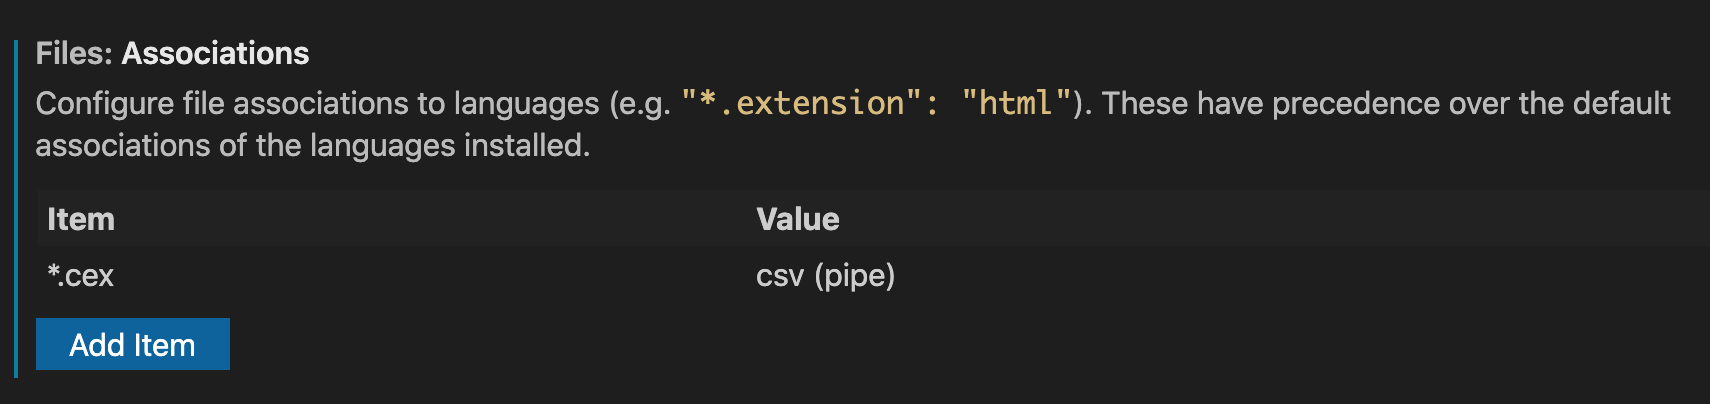 Files: Associations
Configure file associations to languages (e.g. "*.extension": "html"). These have precedence over the default
associations of the languages installed.
Item Value
*.cex csv (pipe)
Add Item